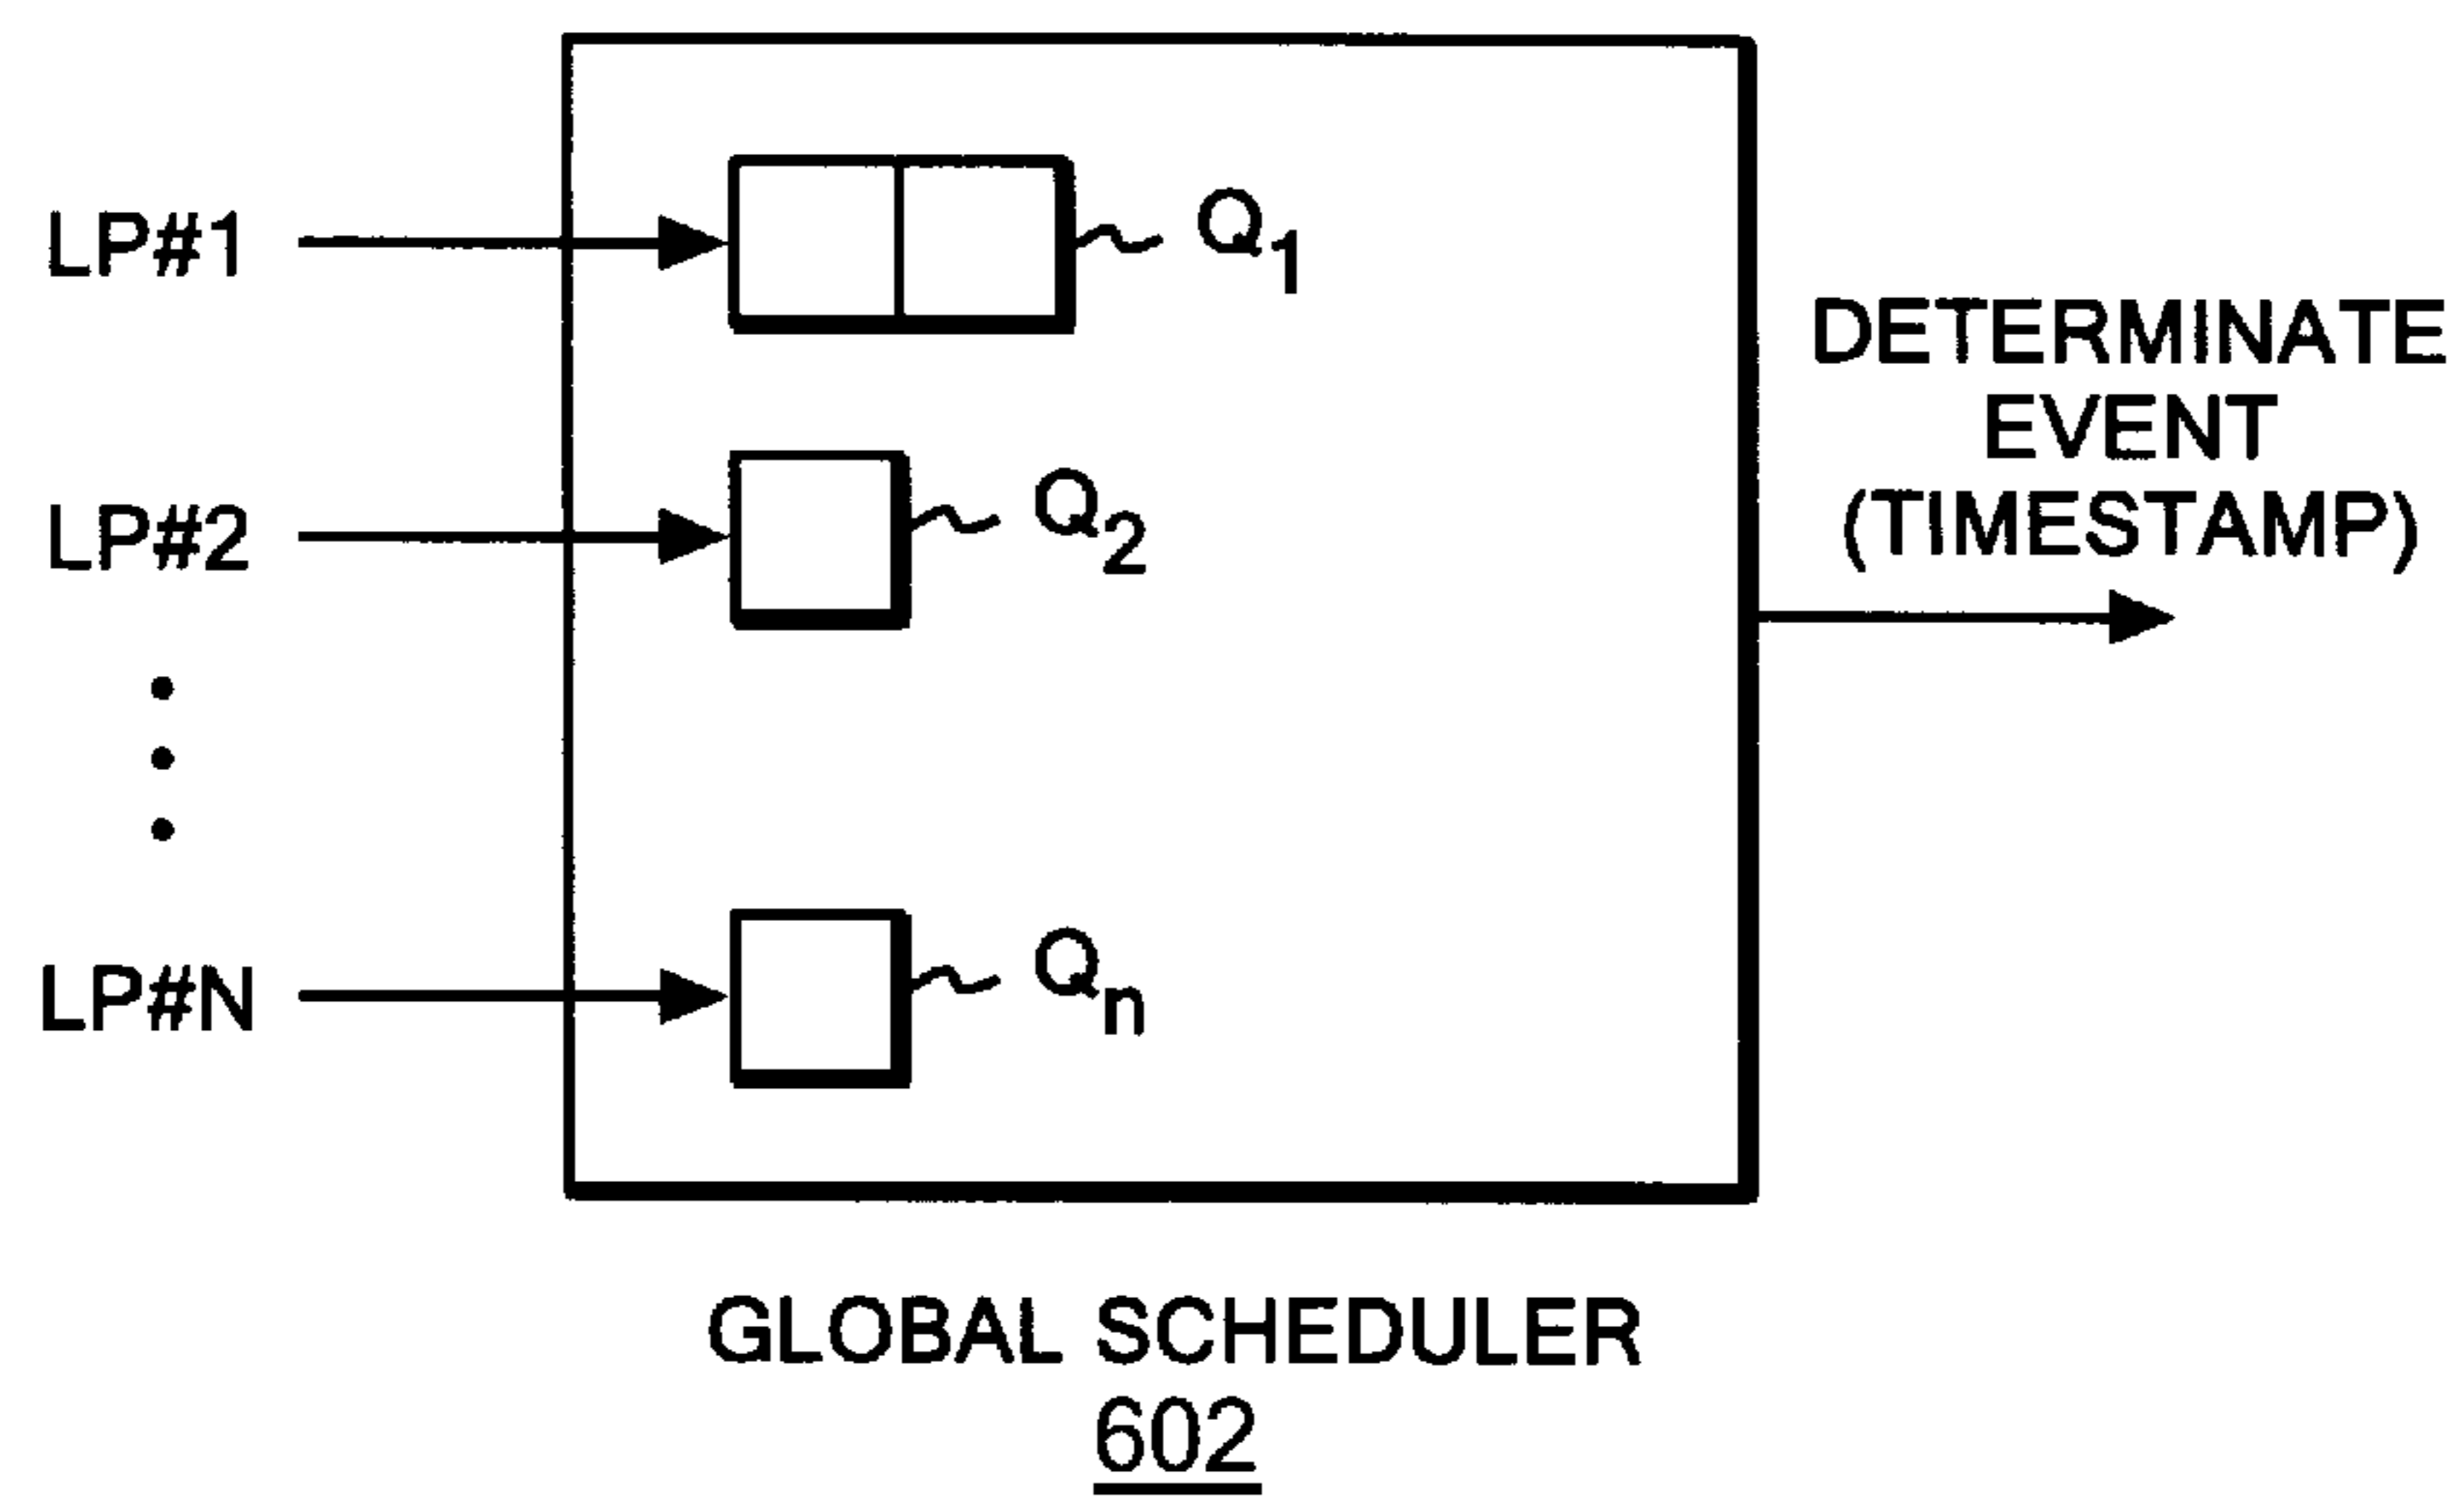 LP#1
Q1
LP#2
Q2
LP#N
Qn
DETERMINATE
EVENT
(TIMESTAMP)
GLOBAL SCHEDULER
602